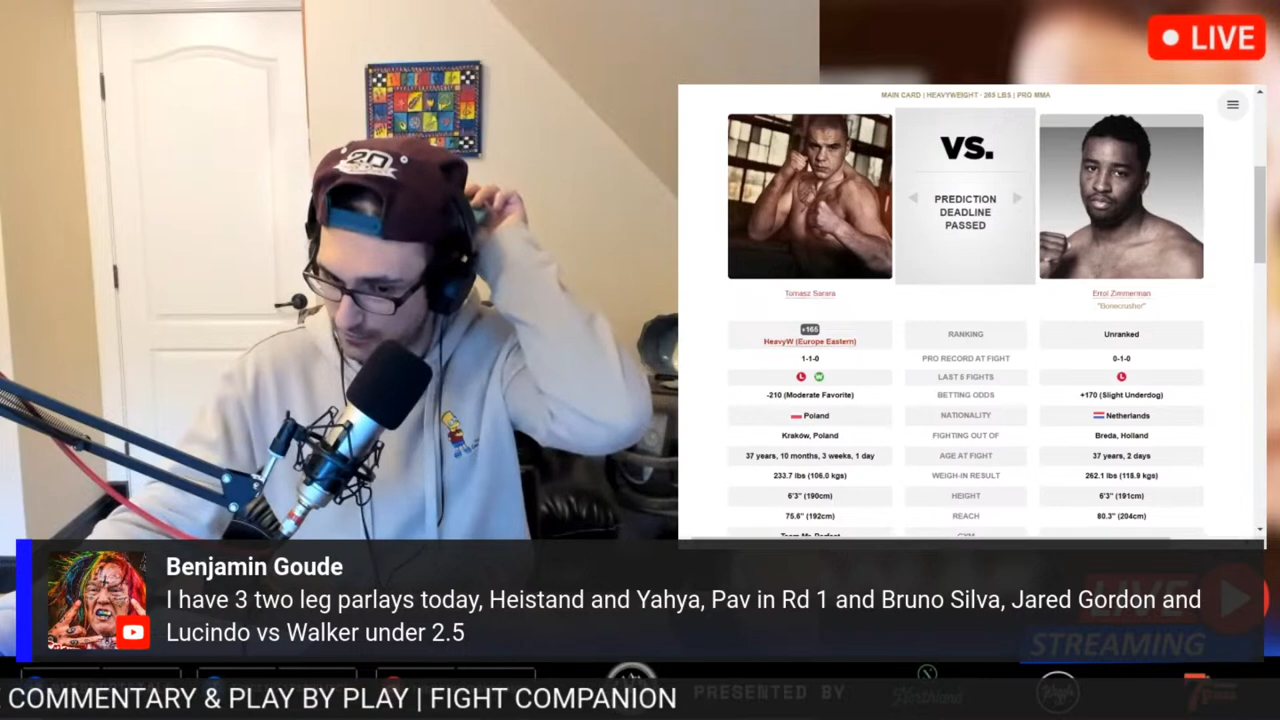 LIVE
MAIN CARD | HEAVYWEIGHT · 265 LBS | PRO MMA
20
VS.
PREDICTION
DEADLINE
PASSED
Tomasz Sarara
Errol Zimmerman
"Bonecrusher"
+165
HeavyW (Europe Eastern) RANKING Unranked
1-1-0 PRO RECORD AT FIGHT 0-1-0
L W LAST 5 FIGHTS L
-210 (Moderate Favorite) BETTING ODDS +170 (Slight Underdog)
Poland NATIONALITY Netherlands
Kraków, Poland FIGHTING OUT OF Breda, Holland
37 years, 10 months, 3 weeks, 1 day AGE AT FIGHT 37 years, 2 days
233.7 lbs (106.0 kgs) WEIGH-IN RESULT 262.1 lbs (118.9 kgs)
6'3" (190cm) HEIGHT 6'3" (191cm)
75.6" (192cm) REACH 80.3" (204cm)
Benjamin Goude
I have 3 two leg parlays today, Heistand and Yahya, Pav in Rd 1 and Bruno Silva, Jared Gordon and
Lucindo vs Walker under 2.5
LIVE
STREAMING
PRESENTED BY
COMMENTARY & PLAY BY PLAY | FIGHT COMPANION